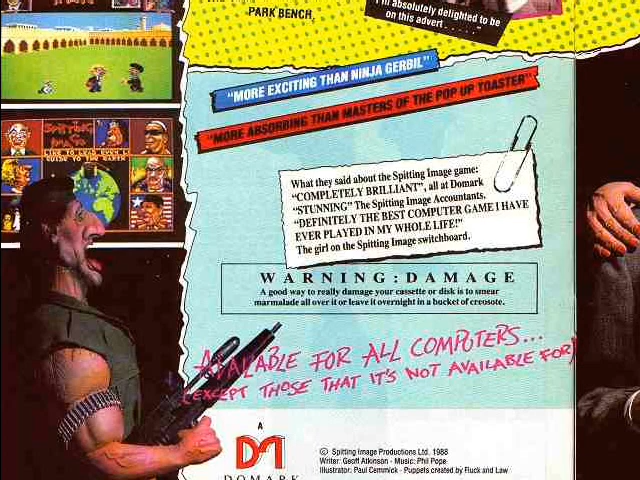 PARK BENCH,
I'm absolutely delighted to be
on this advert . . . . ."
"MORE EXCITING THAN NINJA GERBIL"
"MORE ABSORBING THAN MASTERS OF THE POP UP TOASTER"
What they said about the Spitting Image game:
"COMPLETELY BRILLIANT", all at Domark
"STUNNING" The Spitting Image Accountants.
"DEFINITELY THE BEST COMPUTER GAME I HAVE
EVER PLAYED IN MY WHOLE LIFE!"
The girl on the Spitting Image switchboard.
WARNING : DAMAGE
A good way to really damage your cassette or disk is to smear
marmalade all over it or leave it overnight in a bucket of creosote.
AVAILABLE FOR ALL COMPUTERS...
(EXCEPT THOSE THAT IT'S NOT AVAILABLE FOR)
A
DOMARK
© Spitting Image Productions Ltd. 1988
Writer: Geoff Atkinson · Music: Phil Pope
Illustrator: Paul Cemmick · Puppets created by Fluck and Law